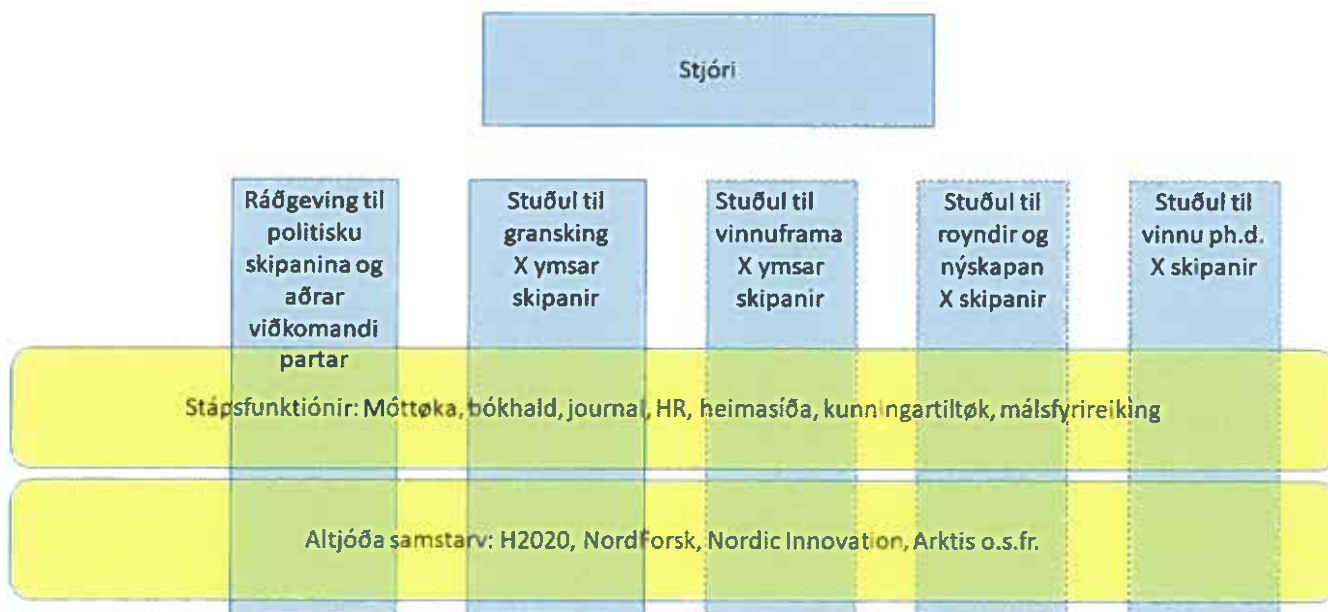 Stjóri
Ráðgeving til
politisku
skipanina og
aðrar
viðkomandi
partar
Stuðul til
gransking
X ymsar
skipanir
Stuðul til
vinnuframa
X ymsar
skipanir
Stuðul til
royndir og
nýskapan
X skipanir
Stuðul til
vinnu ph.d.
X skipanir
Stápsfunktiónir: Móttøka, bókhald, journal, HR, heimasíða, kunningartiltøk, málsfyrireiking
Altjóða samstarv: H2020, NordForsk, Nordic Innovation, Arktis o.s.fr.